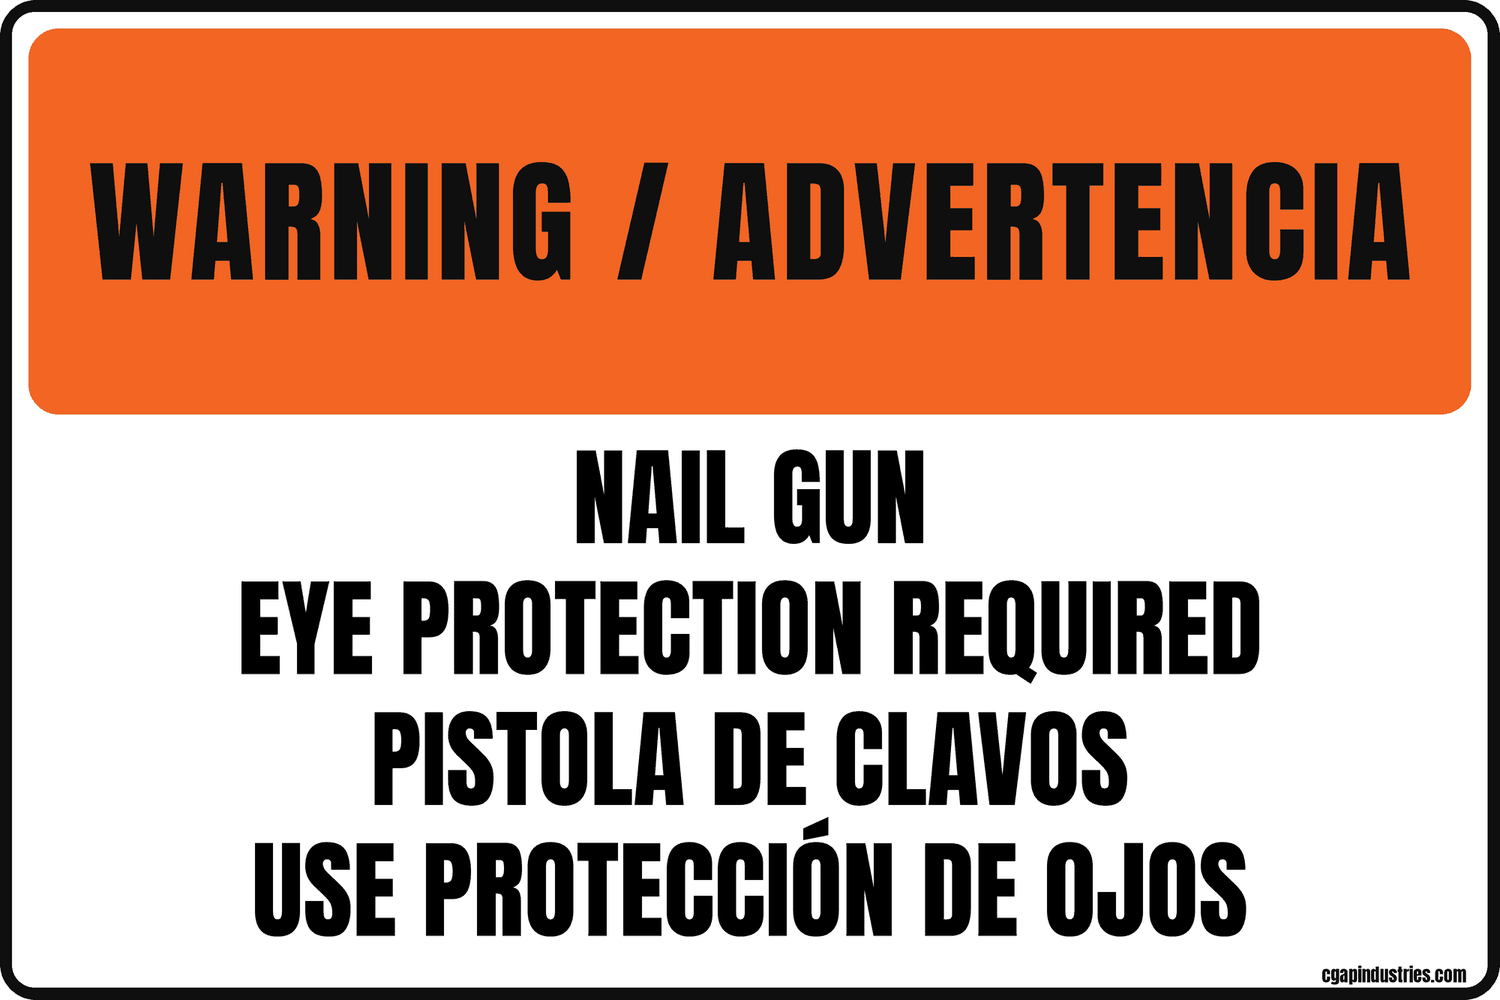 WARNING / ADVERTENCIA
NAIL GUN
EYE PROTECTION REQUIRED
PISTOLA DE CLAVOS
USE PROTECCIÓN DE OJOS
cgapindustries.com